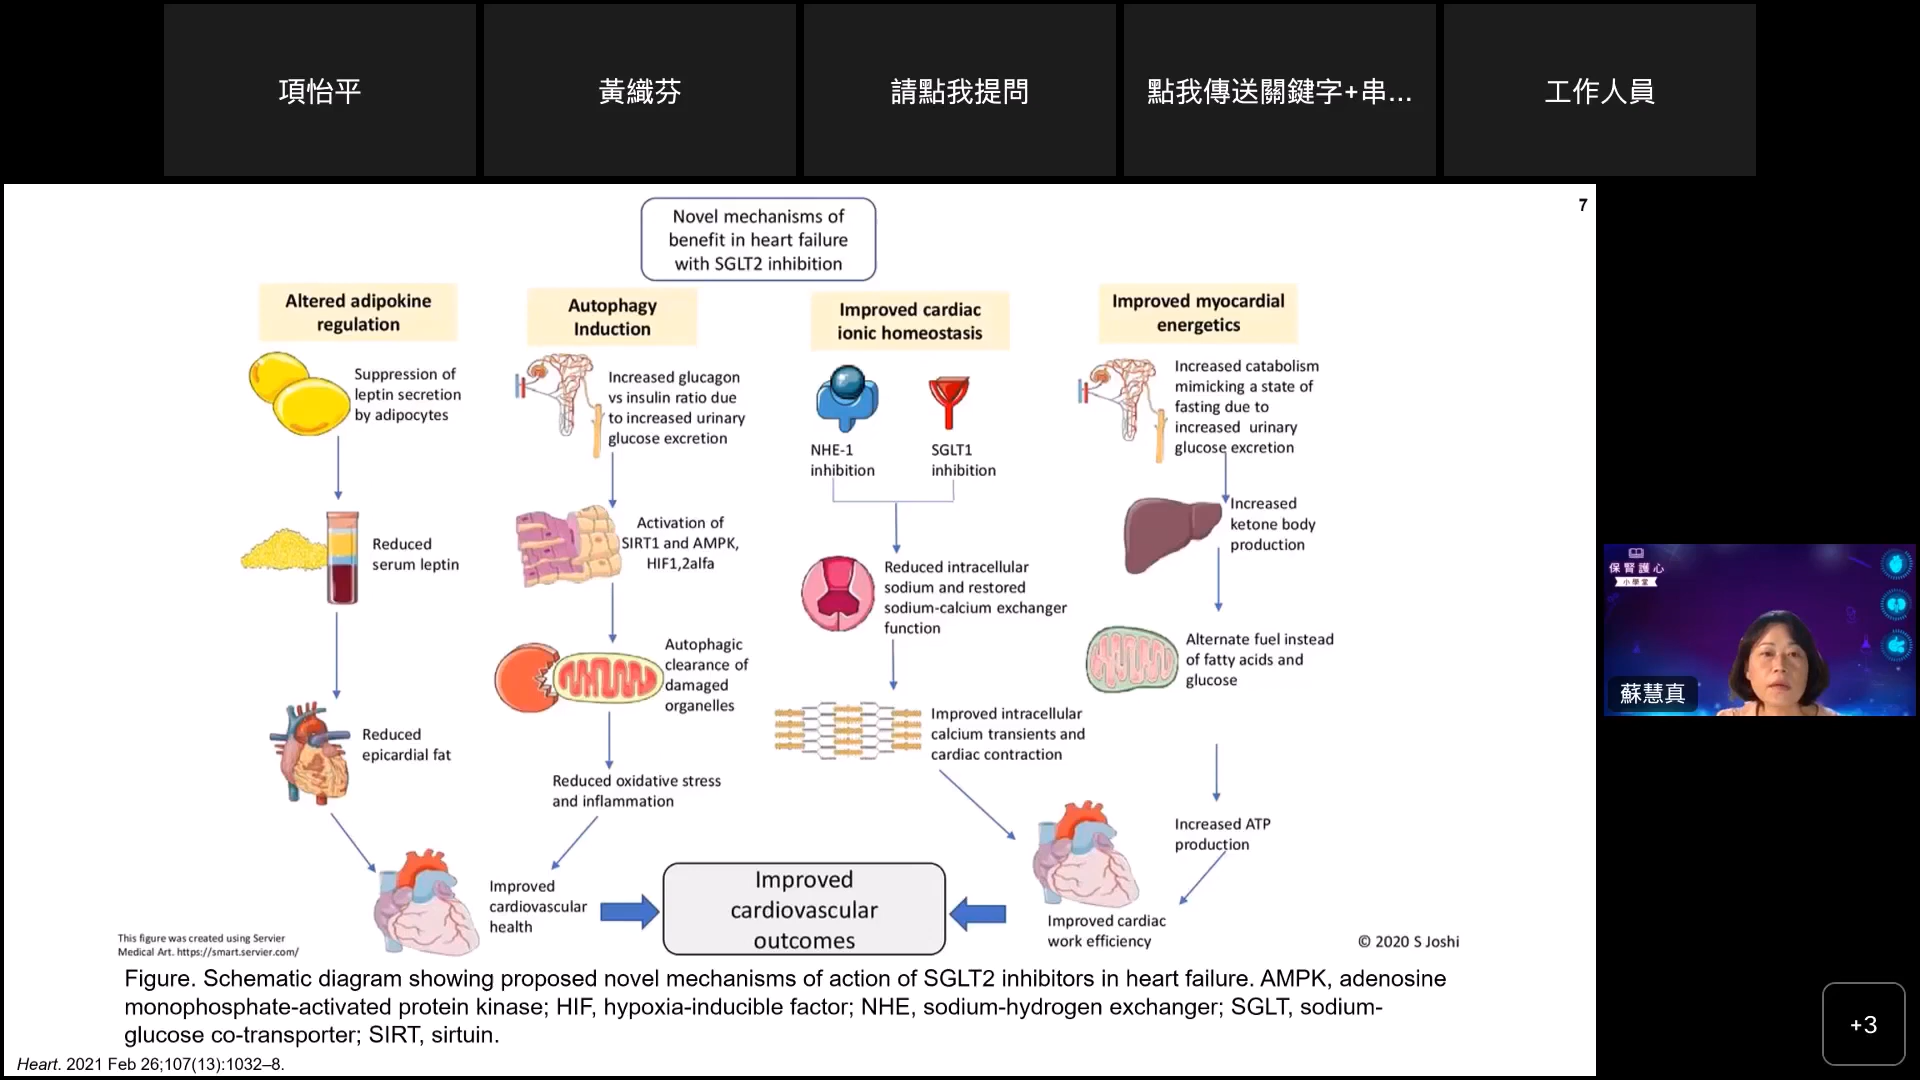 項怡平
黃織芬
請點我提問
點我傳送關鍵字+串...
工作人員
7
Novel mechanisms of
benefit in heart failure
with SGLT2 inhibition
Altered adipokine
regulation
Suppression of
leptin secretion
by adipocytes
Reduced
serum leptin
Reduced
epicardial fat
Autophagy
Induction
Increased glucagon
vs insulin ratio due
to increased urinary
glucose excretion
Activation of
SIRT1 and AMPK,
HIF1,2alfa
Autophagic
clearance of
damaged
organelles
Reduced oxidative stress
and inflammation
Improved
cardiovascular
health
Improved cardiac
ionic homeostasis
NHE-1
inhibition
SGLT1
inhibition
Reduced intracellular
sodium and restored
sodium-calcium exchanger
function
Improved intracellular
calcium transients and
cardiac contraction
Improved myocardial
energetics
Increased catabolism
mimicking a state of
fasting due to
increased urinary
glucose excretion
Increased
ketone body
production
Alternate fuel instead
of fatty acids and
glucose
Increased ATP
production
Improved cardiac
work efficiency
Improved
cardiovascular
outcomes
This figure was created using Servier
Medical Art. https://smart.servier.com/
© 2020 S Joshi
Figure. Schematic diagram showing proposed novel mechanisms of action of SGLT2 inhibitors in heart failure. AMPK, adenosine
monophosphate-activated protein kinase; HIF, hypoxia-inducible factor; NHE, sodium-hydrogen exchanger; SGLT, sodium-
glucose co-transporter; SIRT, sirtuin.
Heart. 2021 Feb 26;107(13):1032–8.
保腎護心
小學堂
蘇慧真
+3